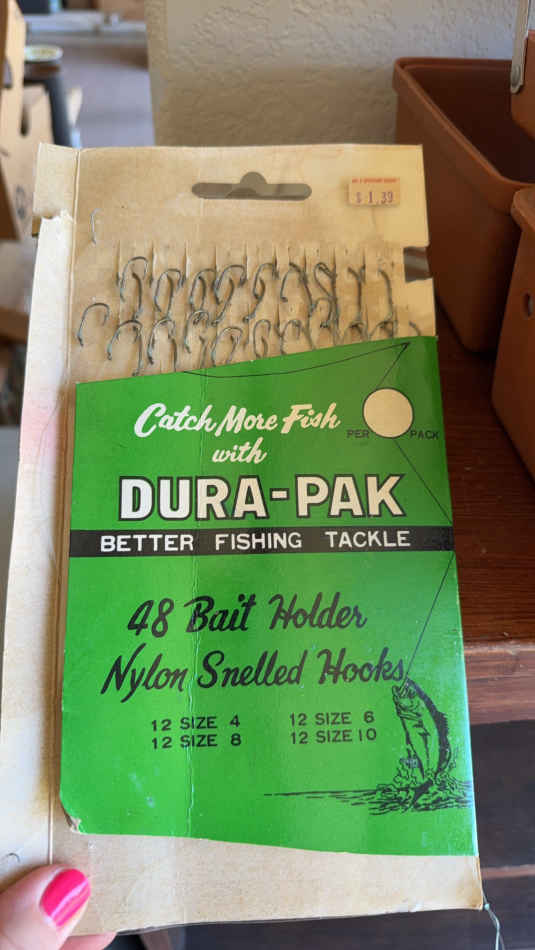 $ 1.39
Catch More Fish
with
PER PACK
DURA-PAK
BETTER FISHING TACKLE
48 Bait Holder
Nylon Snelled Hooks
12 SIZE 4 12 SIZE 6
12 SIZE 8 12 SIZE 10